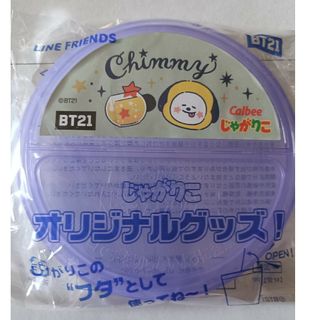 LINE FRIENDS
BT21
Chimmy
©BT21
BT21
Calbee
じゃがりこ
じゃがりこ
オリジナルグッズ!
じゃがりこの
"フタ"として
使ってね〜!
OPEN!